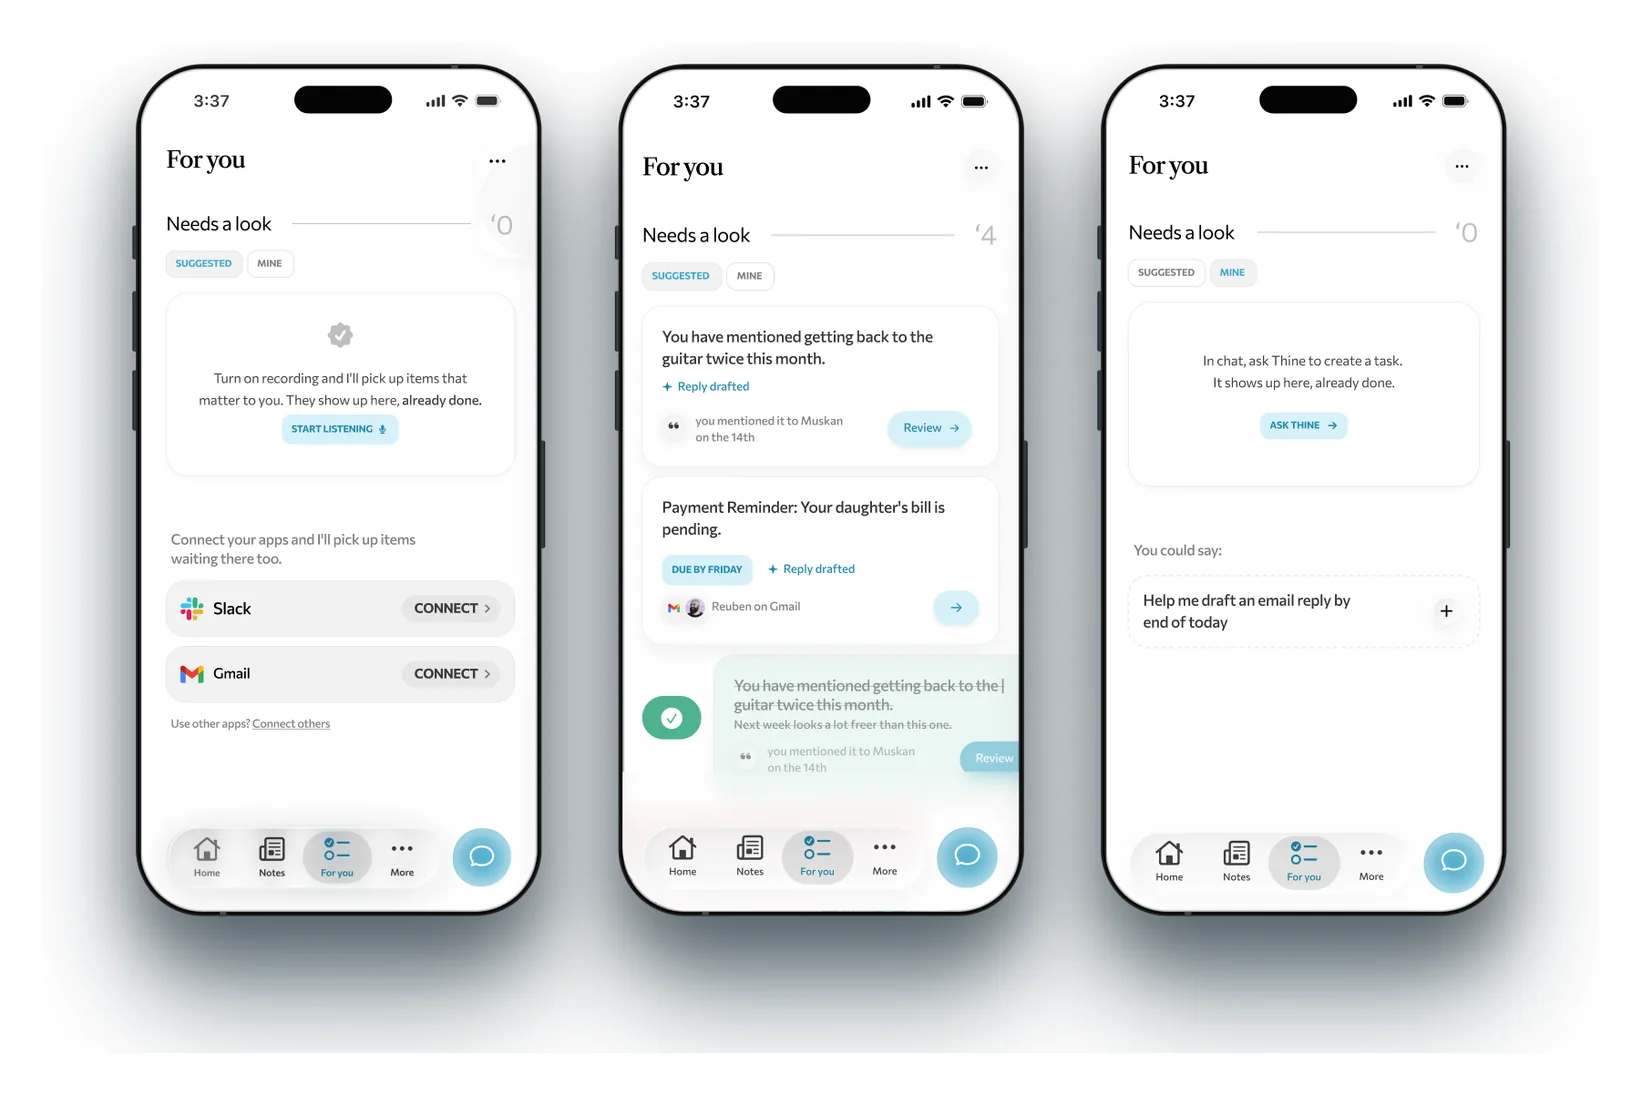 3:37
For you
Needs a look
‘0
SUGGESTED
MINE
Turn on recording and I'll pick up items that
matter to you. They show up here, already done.
START LISTENING
Connect your apps and I'll pick up items
waiting there too.
Slack
CONNECT >
Gmail
CONNECT >
Use other apps? Connect others
Home
Notes
For you
More
3:37
For you
Needs a look
‘4
SUGGESTED
MINE
You have mentioned getting back to the
guitar twice this month.
Reply drafted
you mentioned it to Muskan
on the 14th
Review →
Payment Reminder: Your daughter's bill is
pending.
DUE BY FRIDAY
Reply drafted
Reuben on Gmail
→
You have mentioned getting back to the |
guitar twice this month.
Next week looks a lot freer than this one.
you mentioned it to Muskan
on the 14th
Review
Home
Notes
For you
More
3:37
For you
Needs a look
‘0
SUGGESTED
MINE
In chat, ask Thine to create a task.
It shows up here, already done.
ASK THINE →
You could say:
Help me draft an email reply by
end of today
+
Home
Notes
For you
More